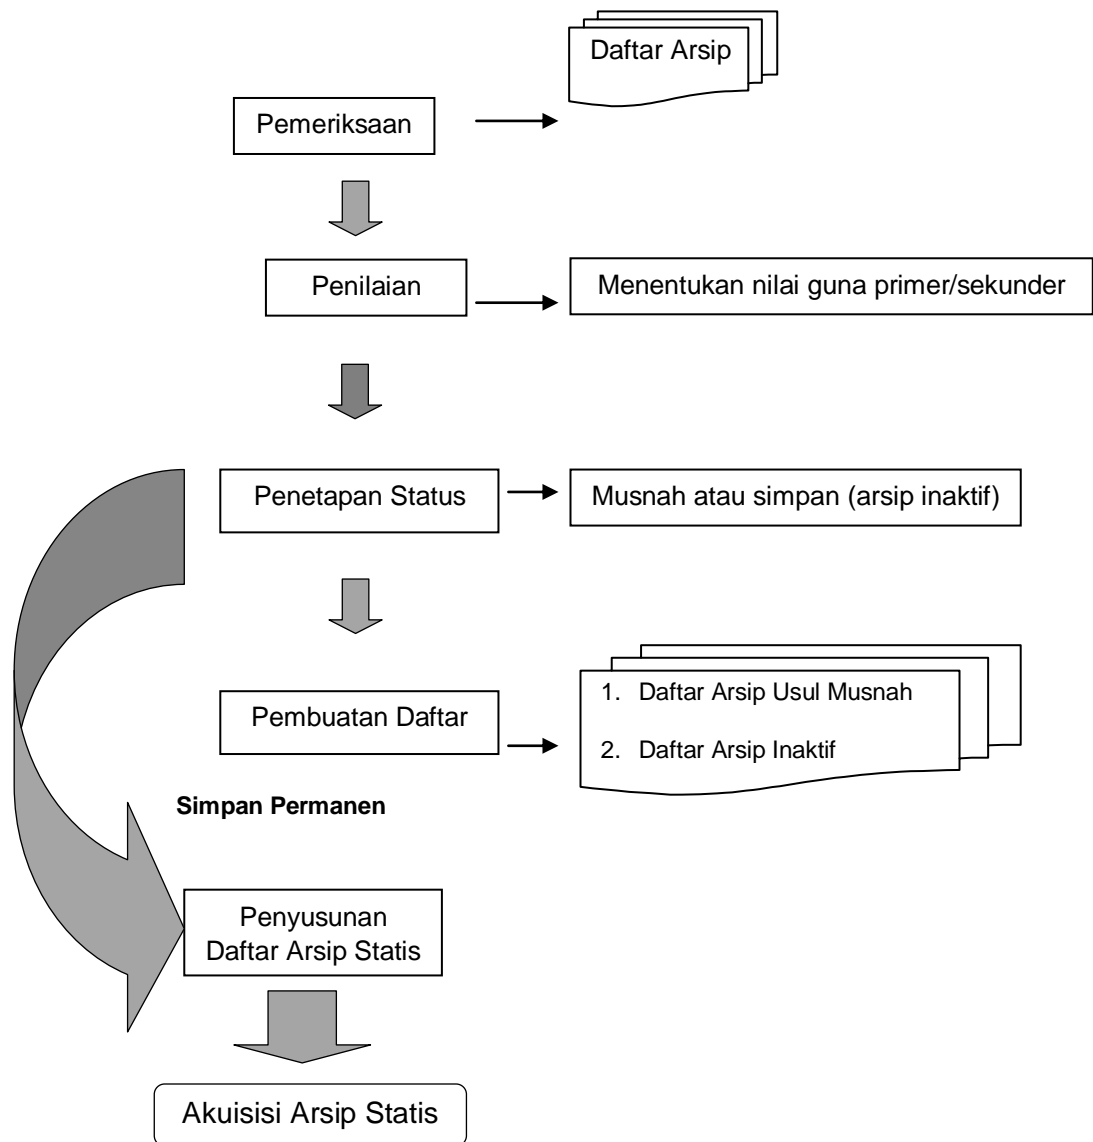 Daftar Arsip
Pemeriksaan
Penilaian
Menentukan nilai guna primer/sekunder
Penetapan Status
Musnah atau simpan (arsip inaktif)
Pembuatan Daftar
1. Daftar Arsip Usul Musnah
2. Daftar Arsip Inaktif
Simpan Permanen
Penyusunan
Daftar Arsip Statis
Akuisisi Arsip Statis